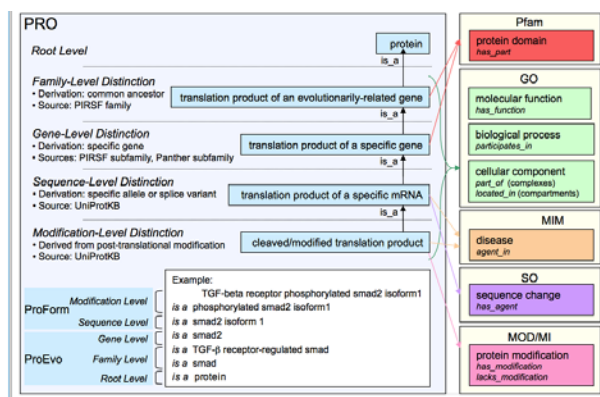 PRO
Root Level
protein
is_a
Family-Level Distinction
• Derivation: common ancestor
• Source: PIRSF family
translation product of an evolutionarily-related gene
is_a
Gene-Level Distinction
• Derivation: specific gene
• Sources: PIRSF subfamily, Panther subfamily
translation product of a specific gene
is_a
Sequence-Level Distinction
• Derivation: specific allele or splice variant
• Source: UniProtKB
translation product of a specific mRNA
is_a
Modification-Level Distinction
• Derived from post-translational modification
• Source: UniProtKB
cleaved/modified translation product
Example:
ProForm
Modification Level
TGF-beta receptor phosphorylated smad2 isoform1
is a phosphorylated smad2 isoform1
Sequence Level
is a smad2 isoform 1
ProEvo
Gene Level
is a smad2
is a TGF-β receptor-regulated smad
Family Level
is a smad
Root Level
is a protein
Pfam
protein domain
has_part
GO
molecular function
has_function
biological process
participates_in
cellular component
part_of (complexes)
located_in (compartments)
MIM
disease
agent_in
SO
sequence change
has_agent
MOD/MI
protein modification
has_modification
lacks_modification